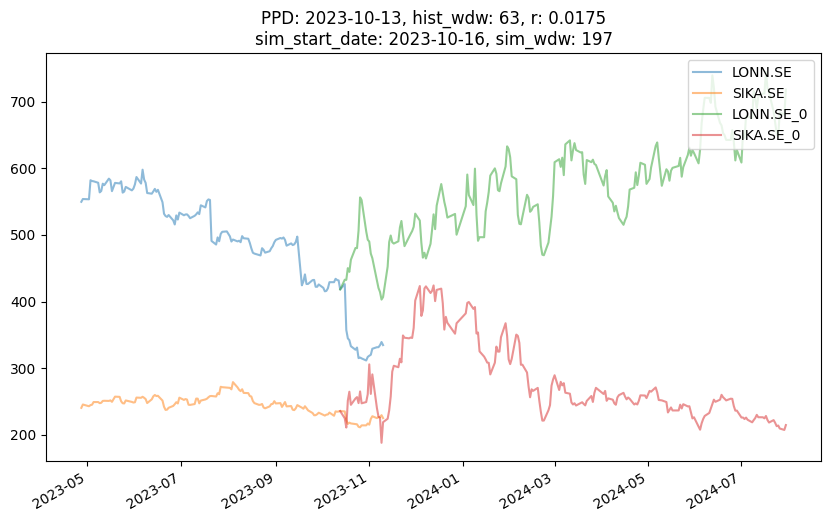 PPD: 2023-10-13, hist_wdw: 63, r: 0.0175
sim_start_date: 2023-10-16, sim_wdw: 197
LONN.SE
SIKA.SE
LONN.SE_0
SIKA.SE_0
700
600
500
400
300
200
2023-05
2023-07
2023-09
2023-11
2024-01
2024-03
2024-05
2024-07